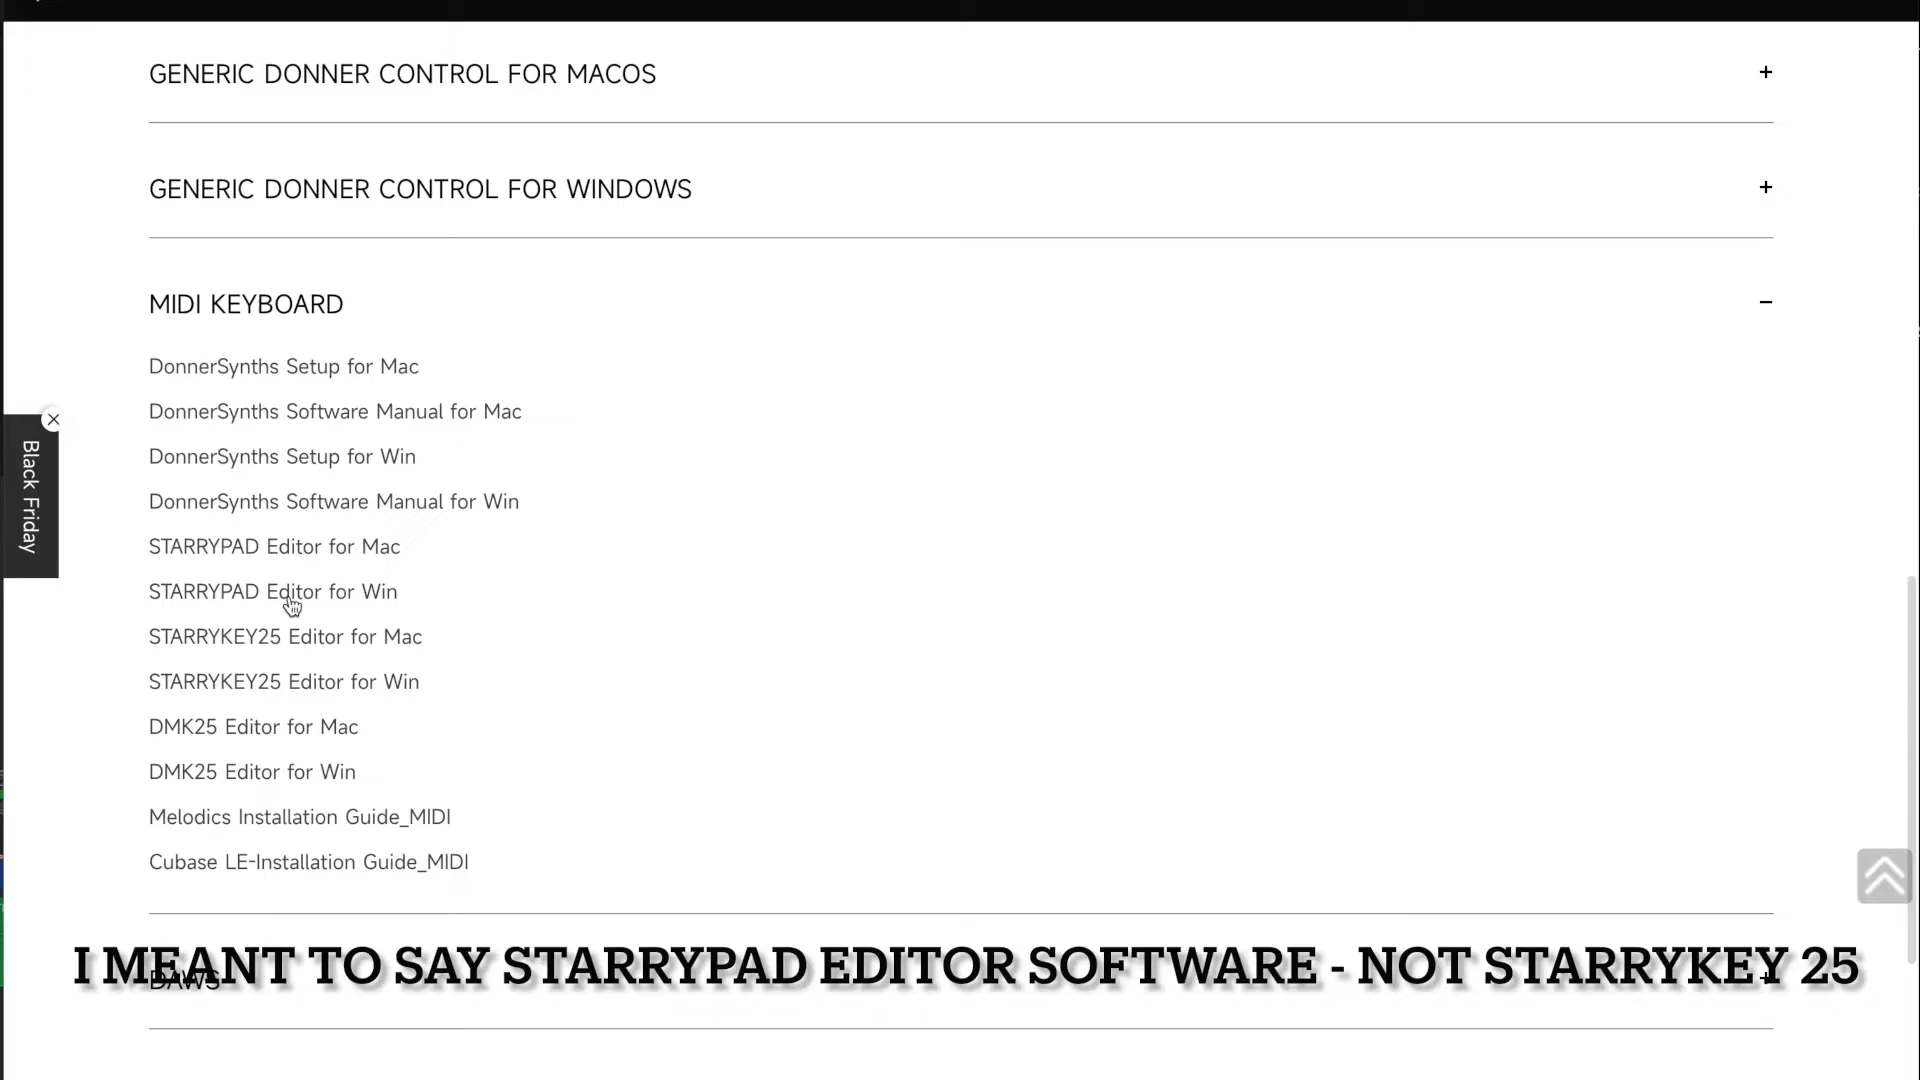 GENERIC DONNER CONTROL FOR MACOS +
GENERIC DONNER CONTROL FOR WINDOWS +
MIDI KEYBOARD −
DonnerSynths Setup for Mac
DonnerSynths Software Manual for Mac
DonnerSynths Setup for Win
DonnerSynths Software Manual for Win
STARRYPAD Editor for Mac
STARRYPAD Editor for Win
STARRYKEY25 Editor for Mac
STARRYKEY25 Editor for Win
DMK25 Editor for Mac
DMK25 Editor for Win
Melodics Installation Guide_MIDI
Cubase LE-Installation Guide_MIDI
Black Friday
I MEANT TO SAY STARRYPAD EDITOR SOFTWARE - NOT STARRYKEY 25
DAWS